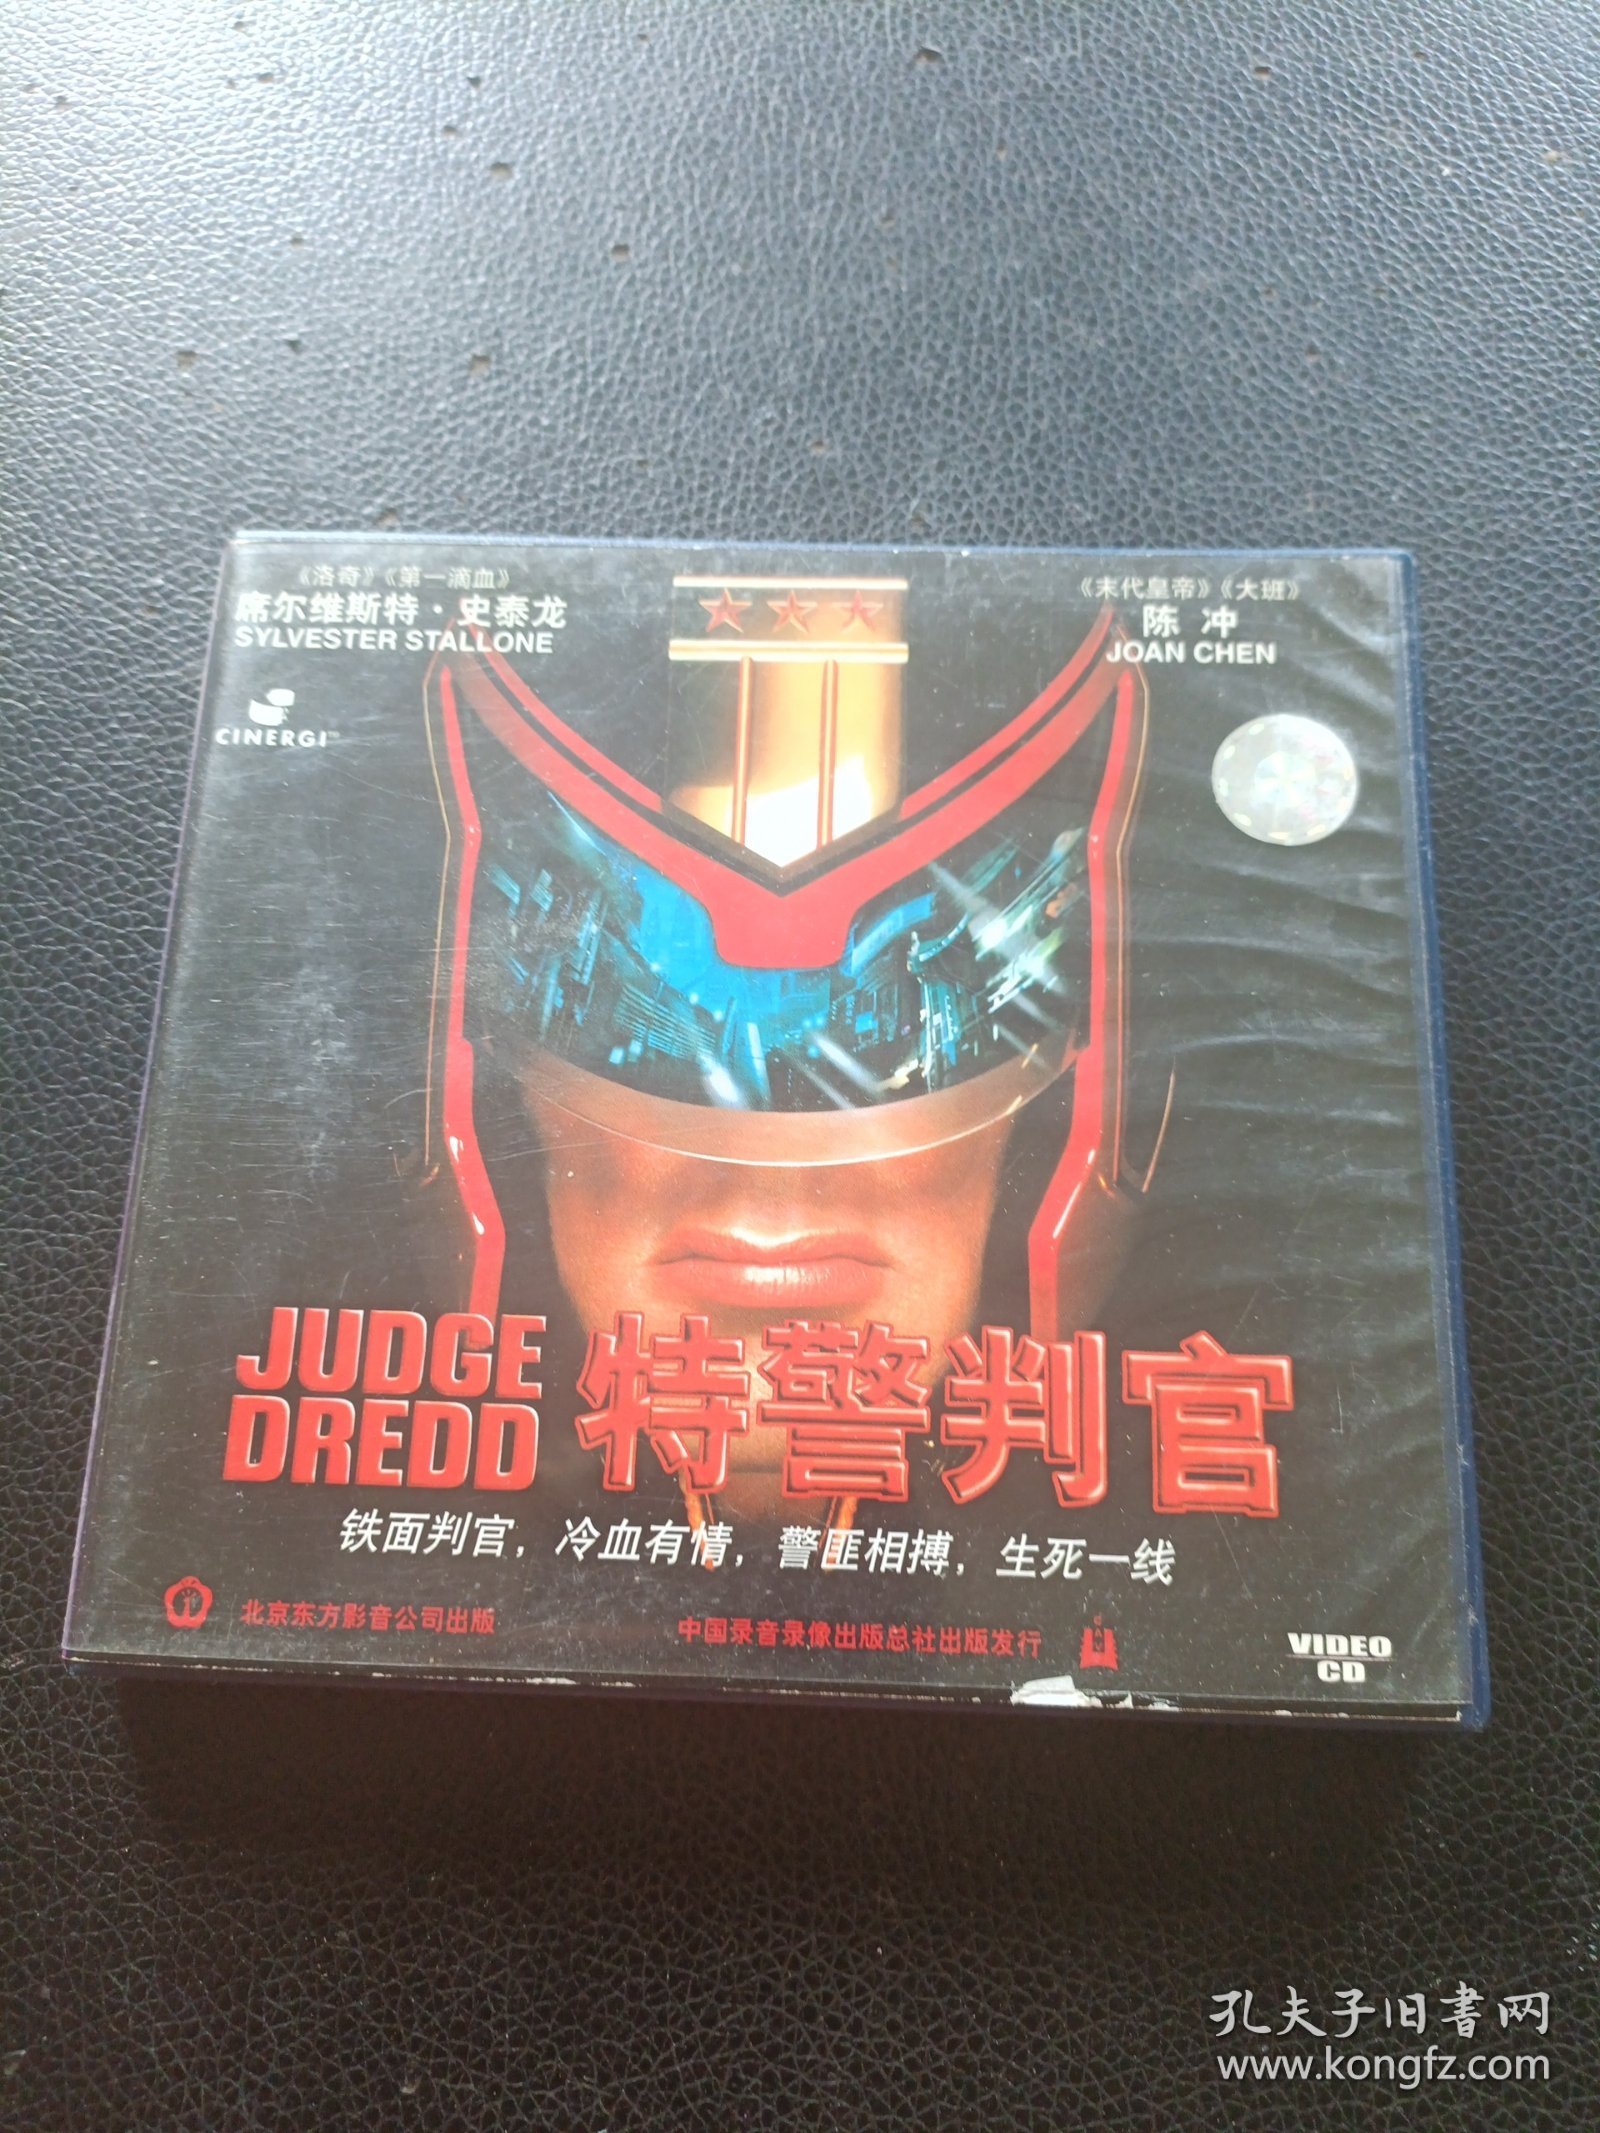 《洛奇》《第一滴血》
席尔维斯特·史泰龙
SYLVESTER STALLONE
《末代皇帝》《大班》
陈 冲
JOAN CHEN
CINERGI™
JUDGE
DREDD
特警判官
铁面判官，冷血有情，警匪相搏，生死一线
北京东方影音公司出版
中国录音录像出版总社出版发行
VIDEO
CD
孔夫子旧书网
www.kongfz.com